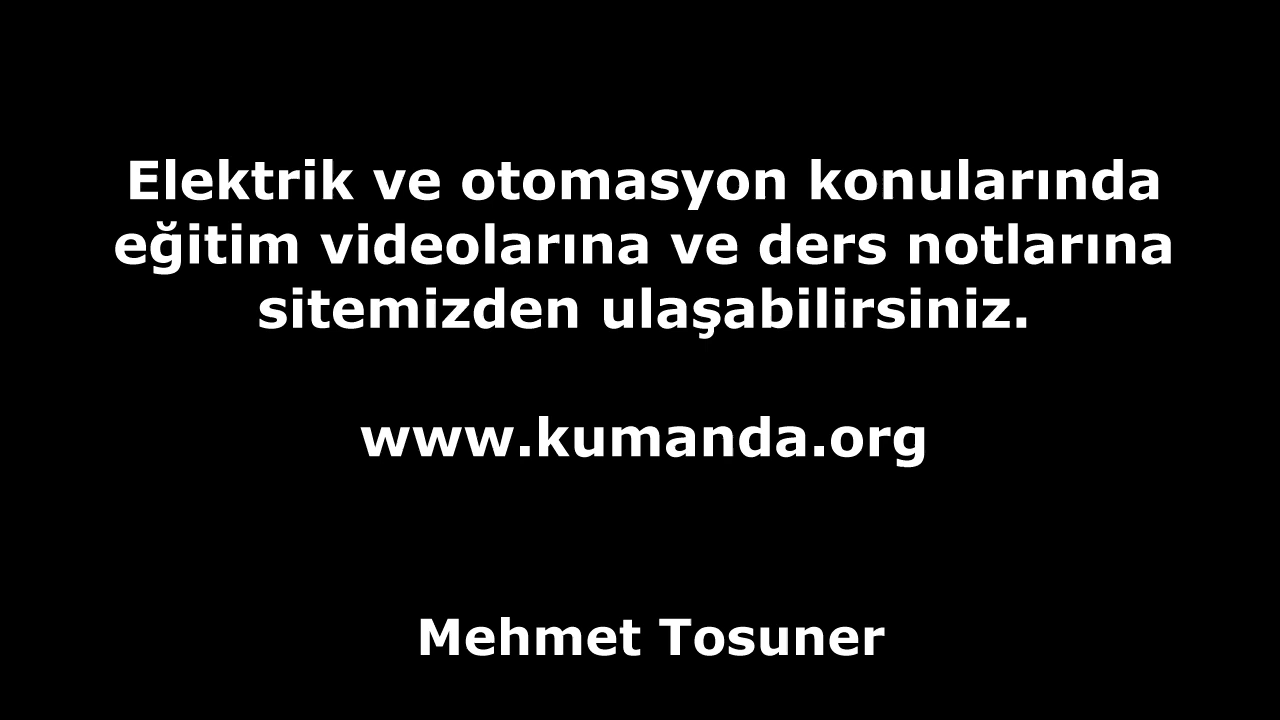 Elektrik ve otomasyon konularında
eğitim videolarına ve ders notlarına
sitemizden ulaşabilirsiniz.
www.kumanda.org
Mehmet Tosuner